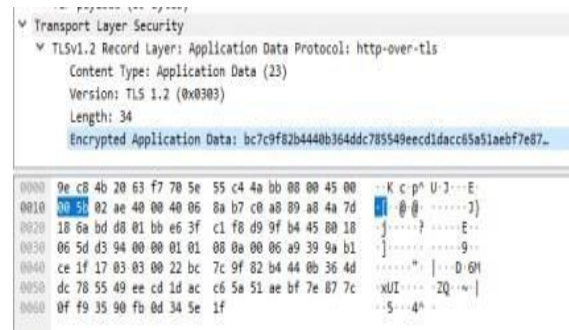 Transport Layer Security
TLSv1.2 Record Layer: Application Data Protocol: http-over-tls
Content Type: Application Data (23)
Version: TLS 1.2 (0x0303)
Length: 34
Encrypted Application Data: bc7c9f82b4440b364ddc785549eecd1dacc65a51aebf7e87…
0000 9e c8 4b 20 63 f7 70 5e 55 c4 4a bb 08 00 45 00 ··K c·p^ U·J···E·
0010 00 5b 02 ae 40 00 40 06 8a b7 c0 a8 89 a8 4a 7d ·[··@·@· ······J}
0020 18 6a bd d8 01 bb e6 3f c1 f8 d9 9f b4 45 80 18 ·j·····? ·····E··
0030 06 5d d3 94 00 00 01 01 08 0a 00 06 a9 39 9a b1 ·]······ ·····9··
0040 ce 1f 17 03 03 00 22 bc 7c 9f 82 b4 44 0b 36 4d ······"· |···D·6M
0050 dc 78 55 49 ee cd 1d ac c6 5a 51 ae bf 7e 87 7c ·xUI···· ·ZQ··~·|
0060 0f f9 35 90 fb 0d 34 5e 1f ··5···4^ ·